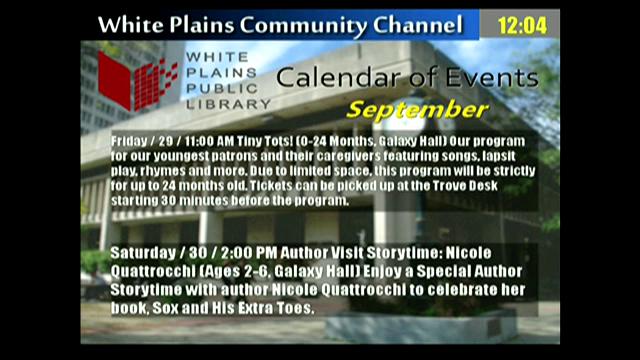 White Plains Community Channel
12:04
WHITE
PLAINS
PUBLIC
LIBRARY
Calendar of Events
September
Friday / 29 / 11:00 AM Tiny Tots! (0-24 Months, Galaxy Hall) Our program
for our youngest patrons and their caregivers featuring songs, lapsit
play, rhymes and more. Due to limited space, this program will be strictly
for up to 24 months old. Tickets can be picked up at the Trove Desk
starting 30 minutes before the program.
Saturday / 30 / 2:00 PM Author Visit Storytime: Nicole
Quattrocchi (Ages 2-6, Galaxy Hall) Enjoy a Special Author
Storytime with author Nicole Quattrocchi to celebrate her
book, Sox and His Extra Toes.